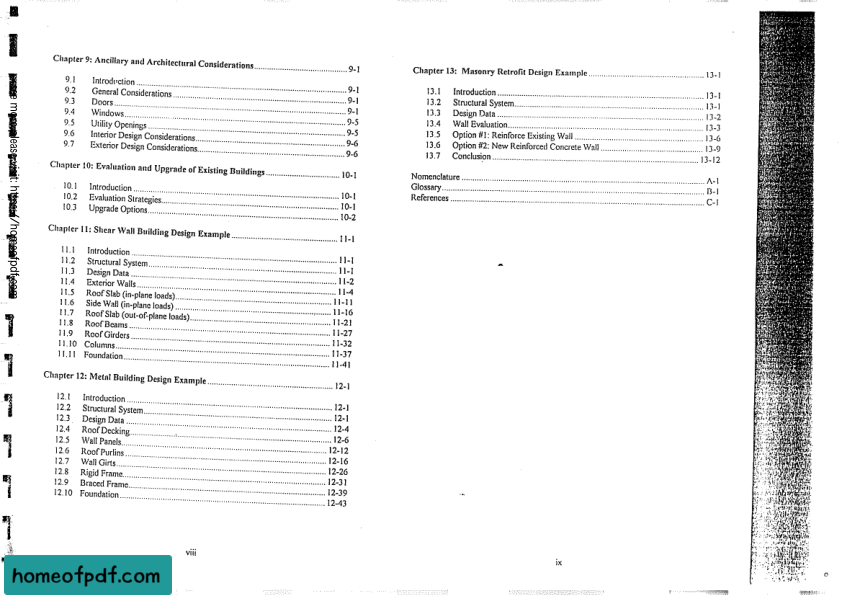 Chapter 9: Ancillary and Architectural Considerations 9-1
9.1 Introduction 9-1
9.2 General Considerations 9-1
9.3 Doors 9-1
9.4 Windows 9-5
9.5 Utility Openings 9-5
9.6 Interior Design Considerations 9-6
9.7 Exterior Design Considerations 9-6
Chapter 10: Evaluation and Upgrade of Existing Buildings 10-1
10.1 Introduction 10-1
10.2 Evaluation Strategies 10-1
10.3 Upgrade Options 10-2
Chapter 11: Shear Wall Building Design Example 11-1
11.1 Introduction 11-1
11.2 Structural System 11-1
11.3 Design Data 11-2
11.4 Exterior Walls 11-4
11.5 Roof Slab (in-plane loads) 11-11
11.6 Side Wall (in-plane loads) 11-16
11.7 Roof Slab (out-of-plane loads) 11-21
11.8 Roof Beams 11-27
11.9 Roof Girders 11-32
11.10 Columns 11-37
11.11 Foundation 11-41
Chapter 12: Metal Building Design Example 12-1
12.1 Introduction 12-1
12.2 Structural System 12-1
12.3 Design Data 12-4
12.4 Roof Decking 12-6
12.5 Wall Panels 12-12
12.6 Roof Purlins 12-16
12.7 Wall Girts 12-26
12.8 Rigid Frame 12-31
12.9 Braced Frame 12-39
12.10 Foundation 12-43
viii
Chapter 13: Masonry Retrofit Design Example 13-1
13.1 Introduction 13-1
13.2 Structural System 13-1
13.3 Design Data 13-2
13.4 Wall Evaluation 13-3
13.5 Option #1: Reinforce Existing Wall 13-6
13.6 Option #2: New Reinforced Concrete Wall 13-9
13.7 Conclusion 13-12
Nomenclature A-1
Glossary B-1
References C-1
ix
homeofpdf.com